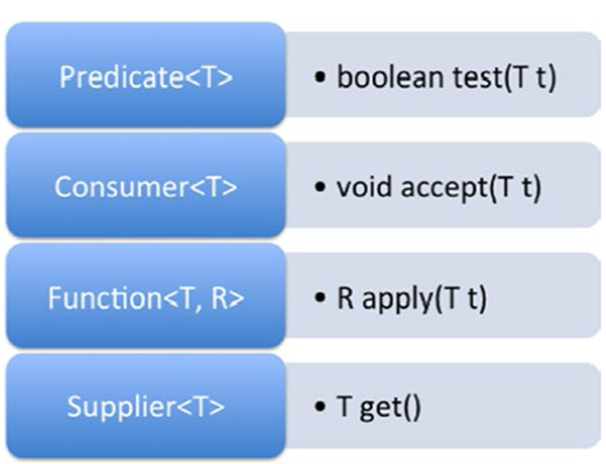 Predicate<T>
• boolean test(T t)
Consumer<T>
• void accept(T t)
Function<T, R>
• R apply(T t)
Supplier<T>
• T get()